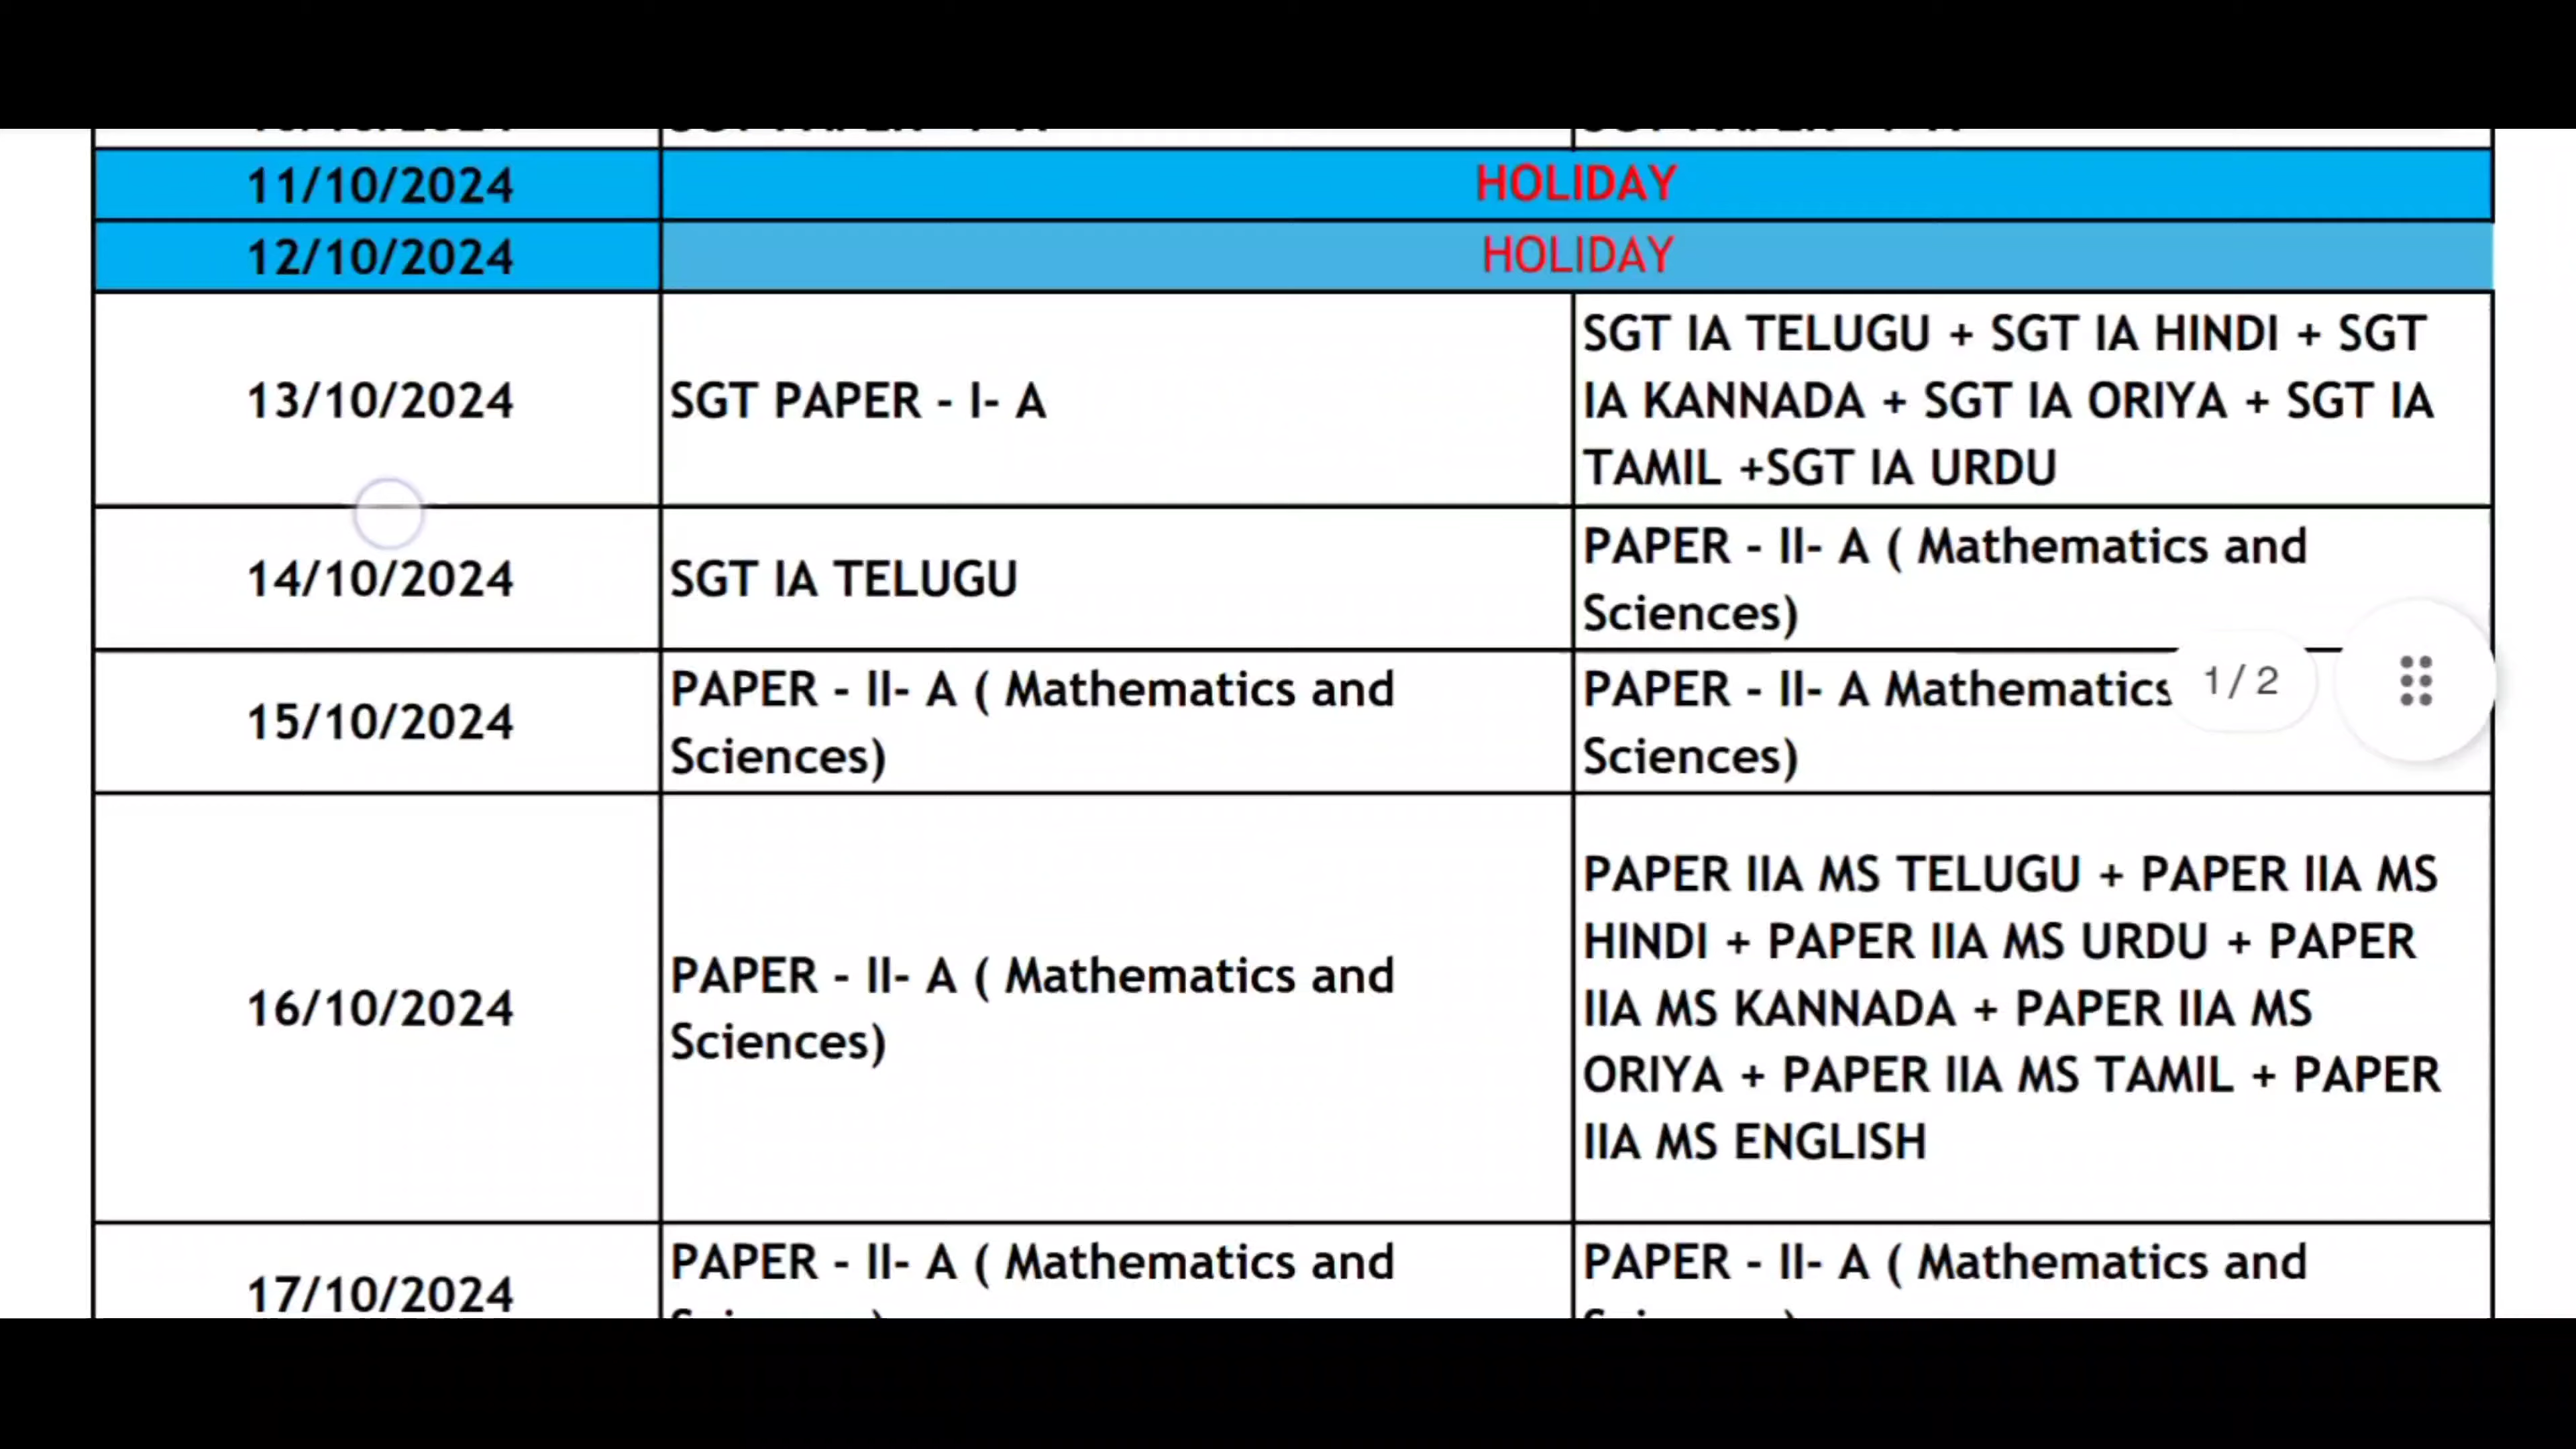 11/10/2024 HOLIDAY
12/10/2024 HOLIDAY
SGT IA TELUGU + SGT IA HINDI + SGT
13/10/2024 SGT PAPER - I- A IA KANNADA + SGT IA ORIYA + SGT IA
TAMIL +SGT IA URDU
PAPER - II- A ( Mathematics and
14/10/2024 SGT IA TELUGU
Sciences)
PAPER - II- A ( Mathematics and PAPER - II- A Mathematics 1 / 2
15/10/2024
Sciences) Sciences)
PAPER IIA MS TELUGU + PAPER IIA MS
HINDI + PAPER IIA MS URDU + PAPER
PAPER - II- A ( Mathematics and
16/10/2024 IIA MS KANNADA + PAPER IIA MS
Sciences)
ORIYA + PAPER IIA MS TAMIL + PAPER
IIA MS ENGLISH
PAPER - II- A ( Mathematics and PAPER - II- A ( Mathematics and
17/10/2024